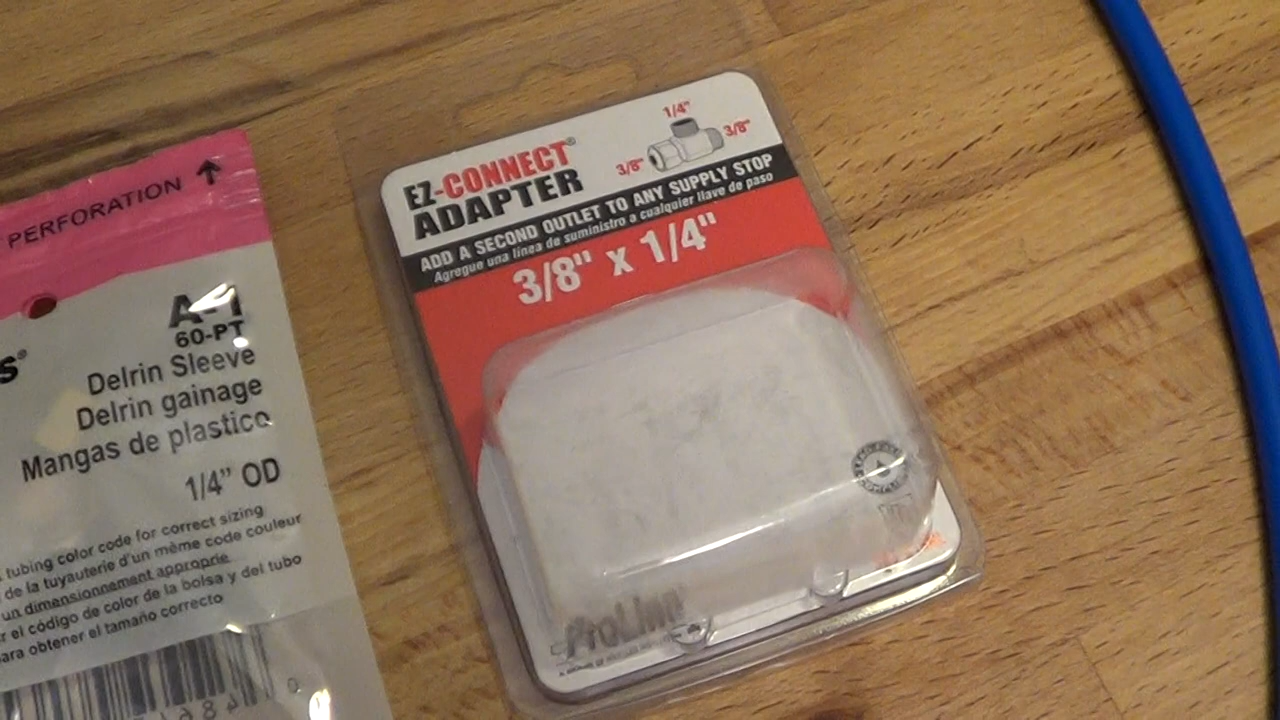 PERFORATION
A-1
60-PT
Delrin Sleeve
Delrin gainage
Mangas de plastico
1/4" OD
tubing color code for correct sizing
de la tuyauterie d'un même code couleur
un dimensionnement approprie
el código de color de la bolsa y del tubo
para obtener el tamaño correcto
EZ-CONNECT®
ADAPTER
1/4"
3/8"
3/8"
ADD A SECOND OUTLET TO ANY SUPPLY STOP
Agregue una línea de suministro a cualquier llave de paso
3/8" x 1/4"
ProLine